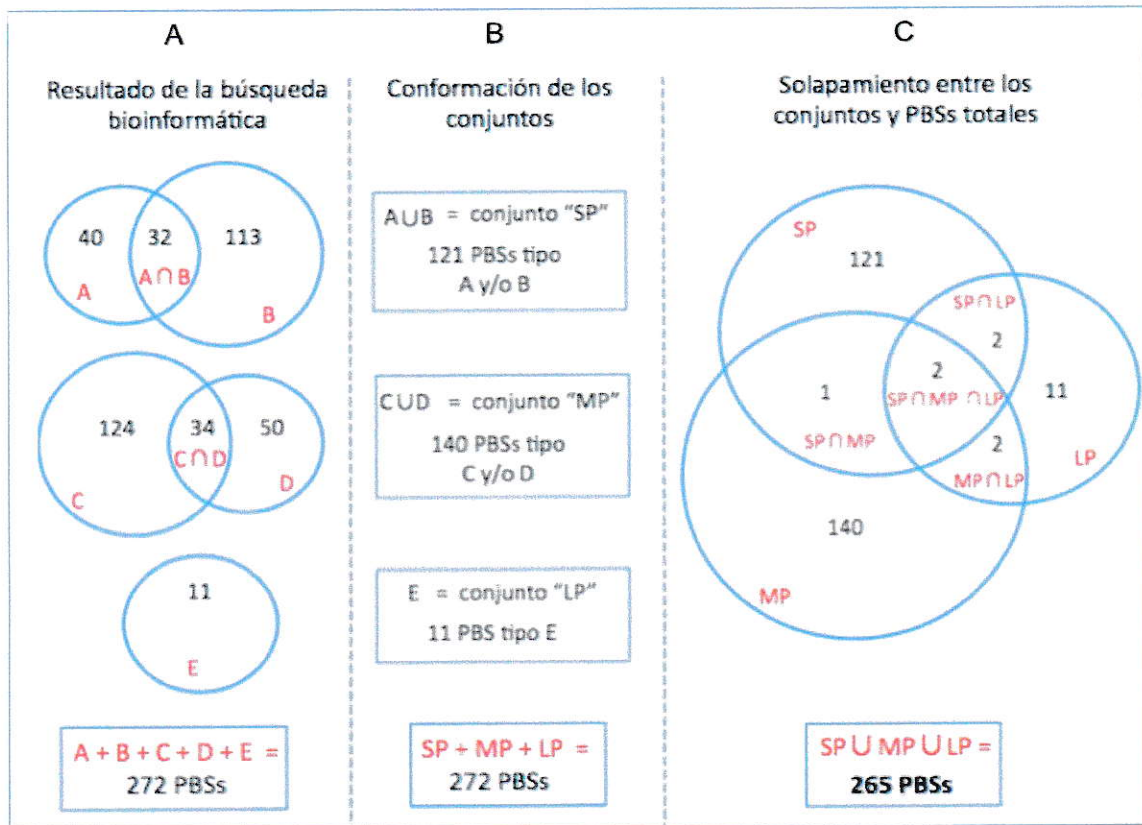 A
Resultado de la búsqueda
bioinformática
40
32
113
A∩B
A
B
124
34
50
C∩D
C
D
11
E
A + B + C + D + E =
272 PBSs
B
Conformación de los
conjuntos
A∪B = conjunto "SP"
121 PBSs tipo
A y/o B
C∪D = conjunto "MP"
140 PBSs tipo
C y/o D
E = conjunto "LP"
11 PBS tipo E
SP + MP + LP =
272 PBSs
C
Solapamiento entre los
conjuntos y PBSs totales
SP
121
SP∩LP
2
2
1
11
SP∩MP ∩LP
SP∩MP
2
LP
MP∩LP
140
MP
SP∪MP∪LP =
265 PBSs